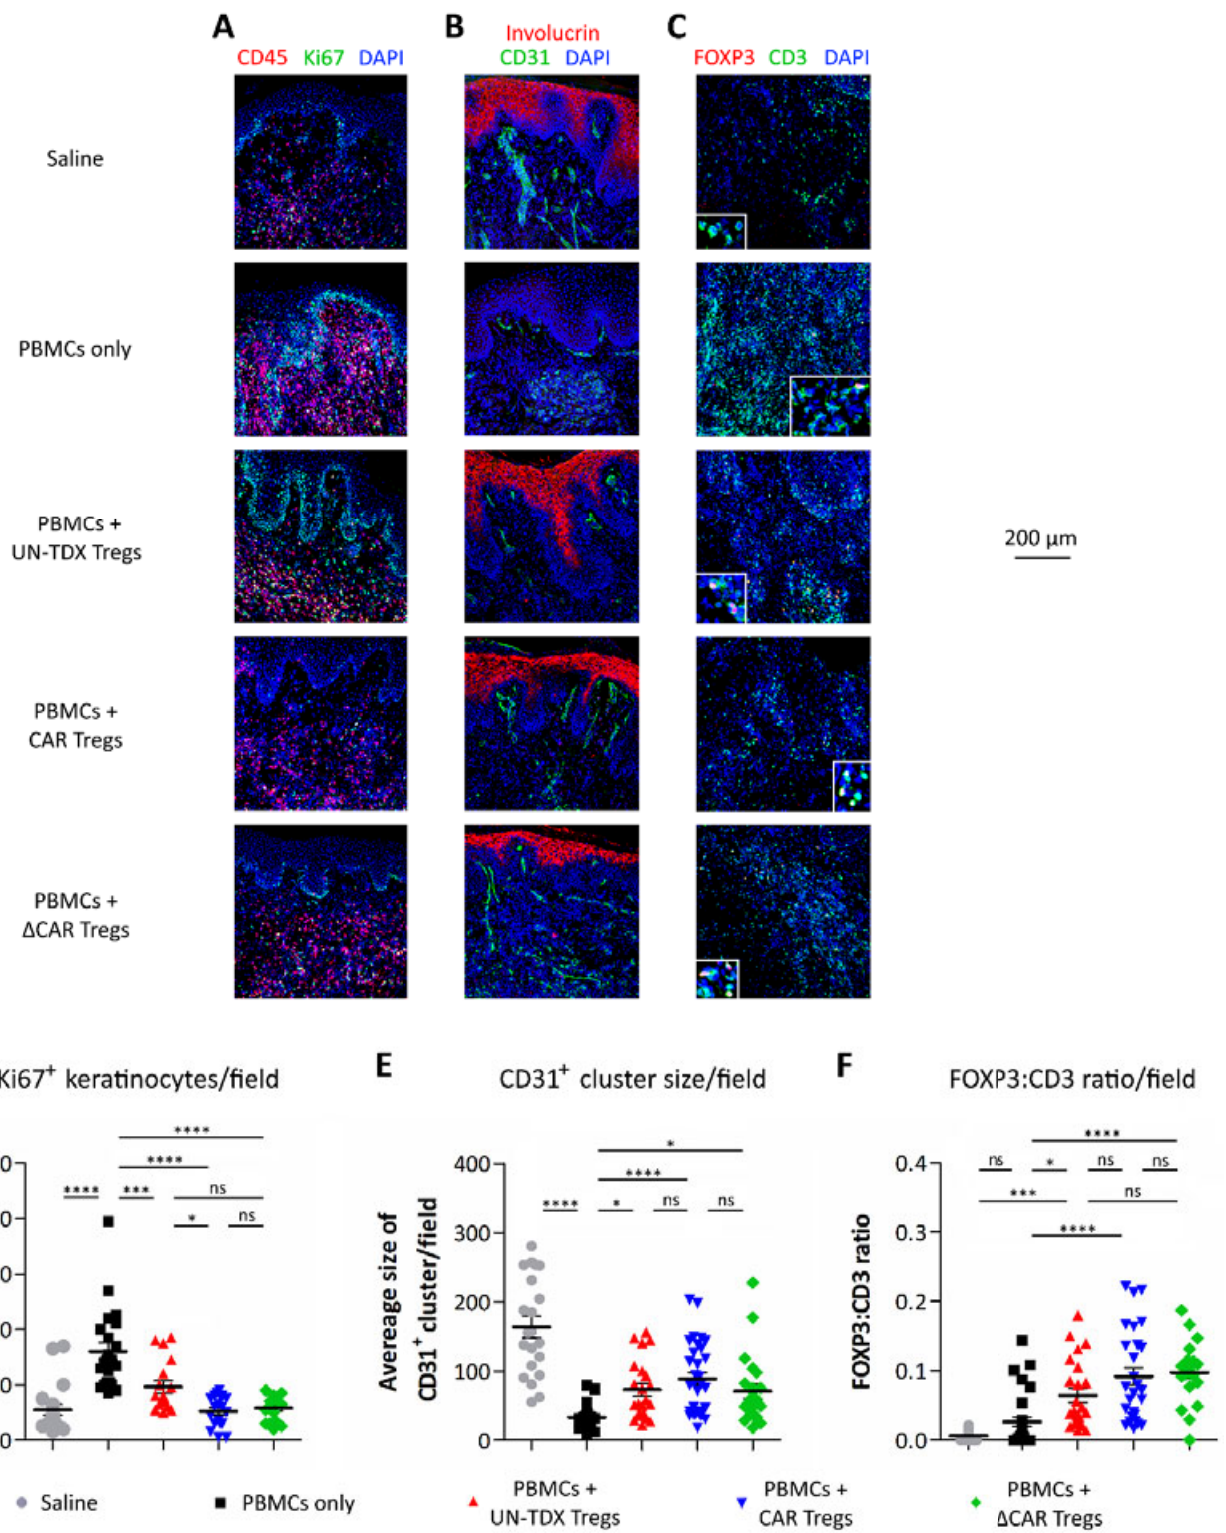 A
CD45 Ki67 DAPI
B
Involucrin
CD31 DAPI
C
FOXP3 CD3 DAPI
Saline
PBMCs only
PBMCs +
UN-TDX Tregs
PBMCs +
CAR Tregs
PBMCs +
ΔCAR Tregs
200 µm
Ki67⁺ keratinocytes/field
****
****
**** *** ns
* ns
0
0
0
0
E
CD31⁺ cluster size/field
Avereage size of
CD31⁺ cluster/field
*
****
**** * ns ns
400
300
200
100
0
F
FOXP3:CD3 ratio/field
FOXP3:CD3 ratio
****
ns * ns ns
*** ns
****
0.4
0.3
0.2
0.1
0.0
Saline
PBMCs only
PBMCs +
UN-TDX Tregs
PBMCs +
CAR Tregs
PBMCs +
ΔCAR Tregs